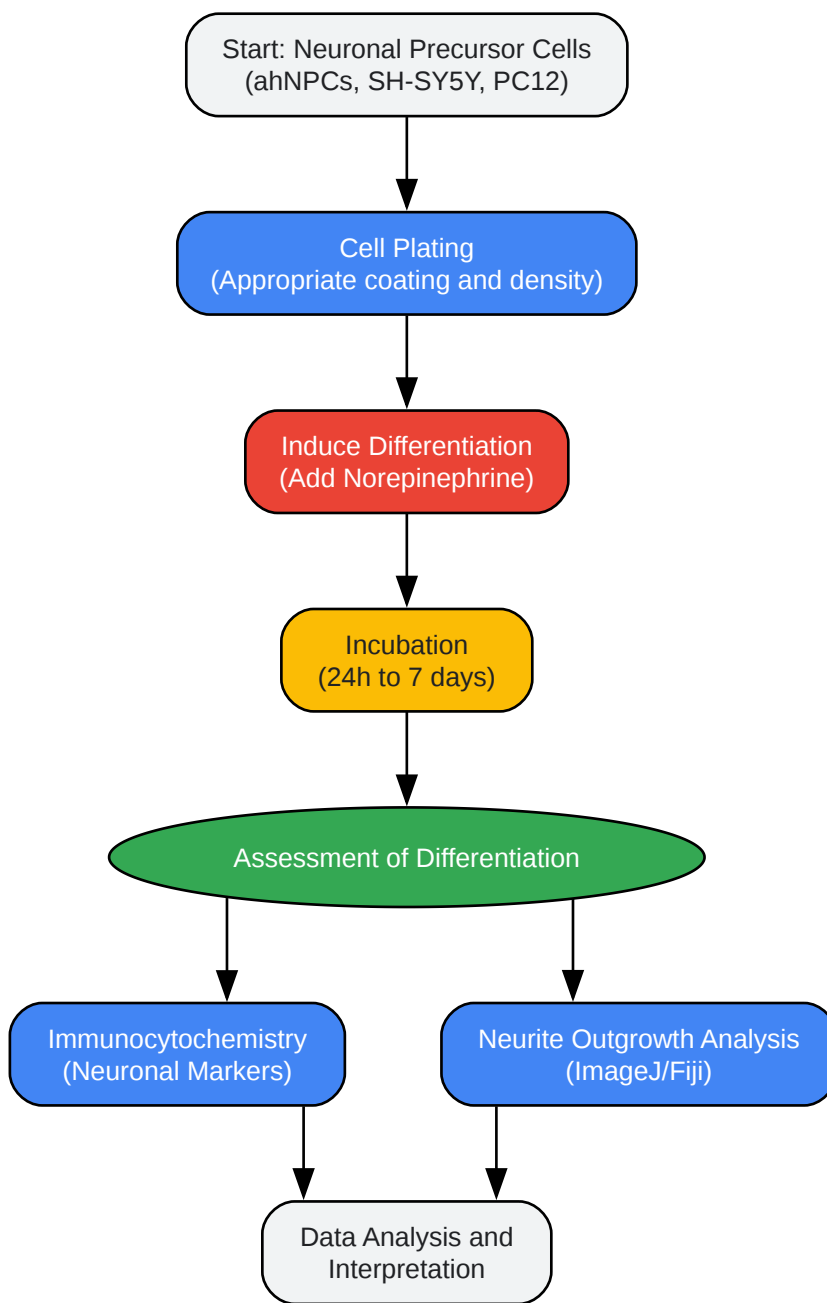 Start: Neuronal Precursor Cells
(ahNPCs, SH-SY5Y, PC12)
Cell Plating
(Appropriate coating and density)
Induce Differentiation
(Add Norepinephrine)
Incubation
(24h to 7 days)
Assessment of Differentiation
Immunocytochemistry
(Neuronal Markers)
Neurite Outgrowth Analysis
(ImageJ/Fiji)
Data Analysis and
Interpretation